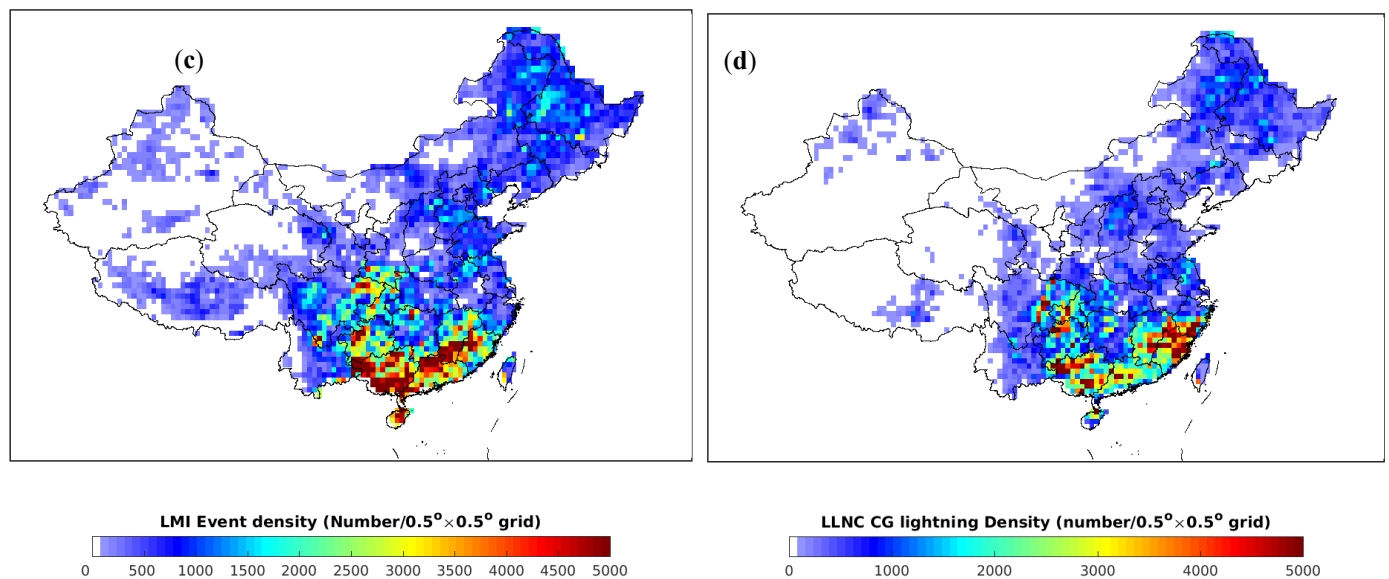 (c)
(d)
LMI Event density (Number/0.5°×0.5° grid)
0 500 1000 1500 2000 2500 3000 3500 4000 4500 5000
LLNC CG lightning Density (number/0.5°×0.5° grid)
0 1000 2000 3000 4000 5000